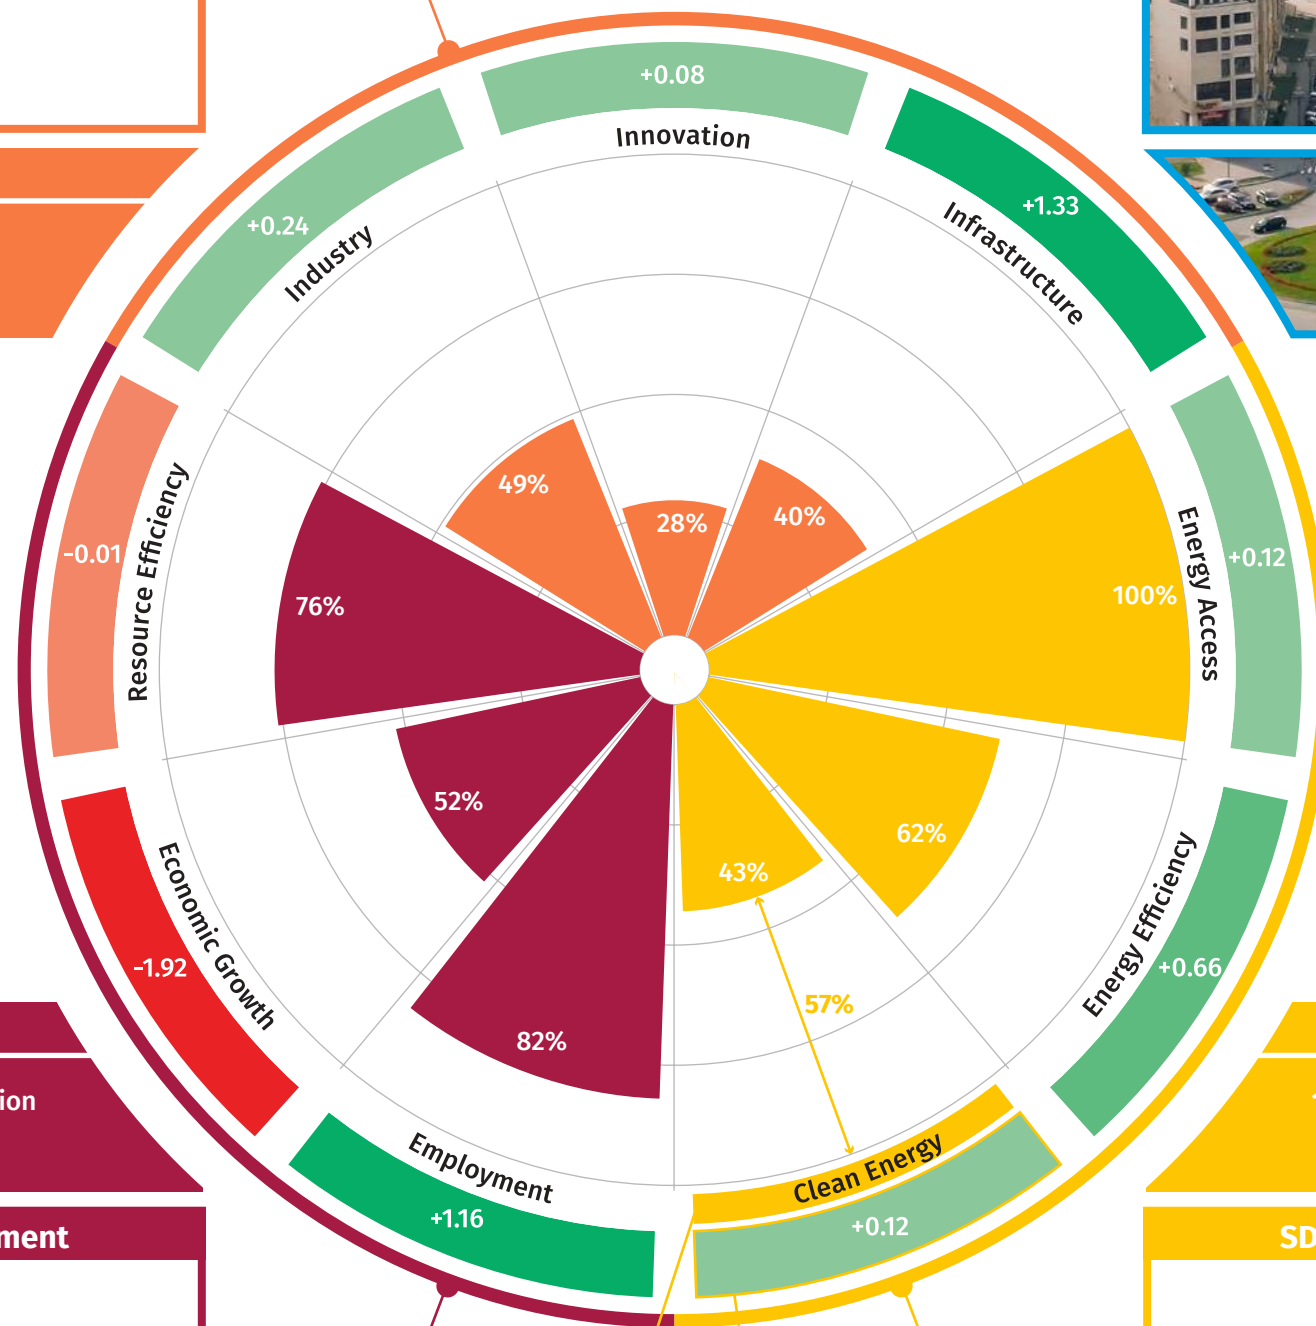 +0.08
Innovation
+1.33
Infrastructure
+0.24
Industry
49%
28%
40%
Energy Access
+0.12
100%
-0.01
Resource Efficiency
76%
52%
62%
43%
Energy Efficiency
+0.66
Economic Growth
-1.92
82%
57%
Employment
+1.16
Clean Energy
+0.12
ion
ment
SD